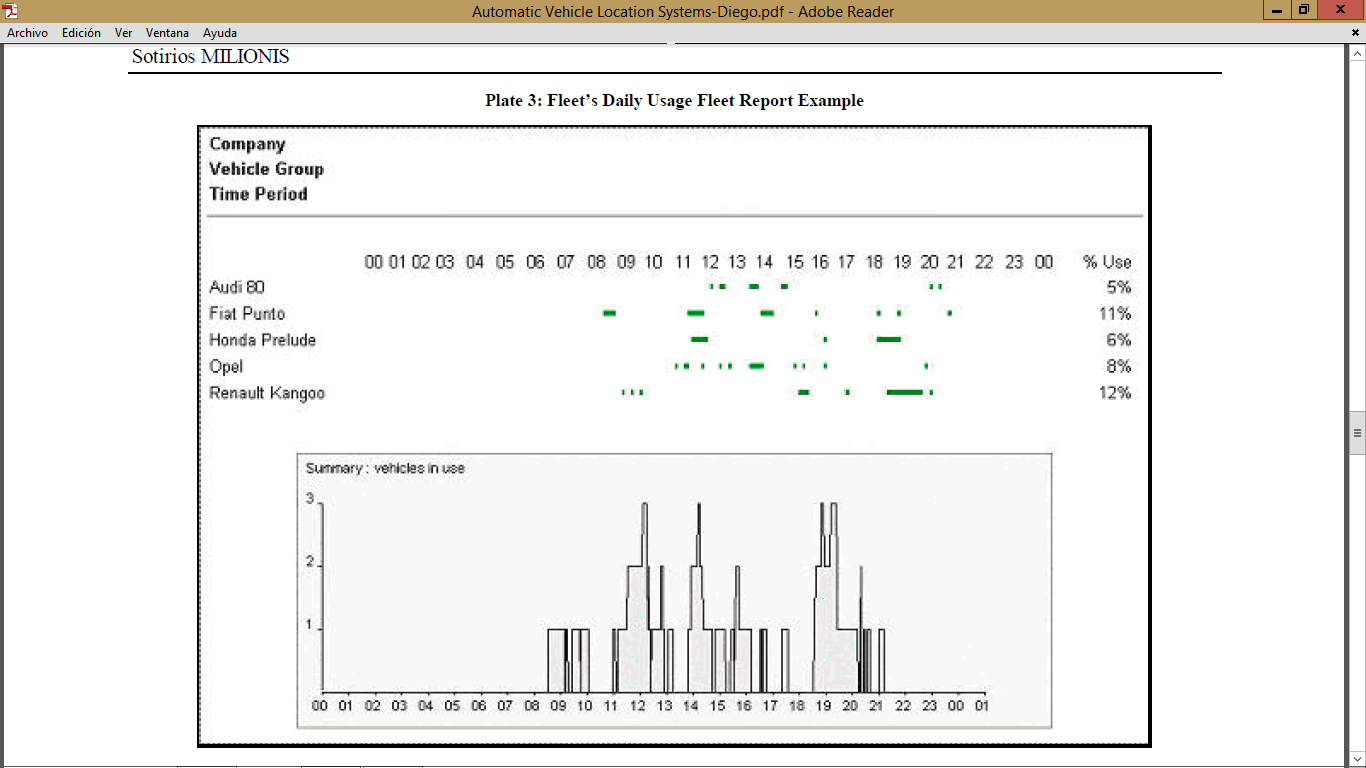 Automatic Vehicle Location Systems-Diego.pdf - Adobe Reader
Archivo Edición Ver Ventana Ayuda
Sotirios MILIONIS
Plate 3: Fleet's Daily Usage Fleet Report Example
Company
Vehicle Group
Time Period
00 01 02 03 04 05 06 07 08 09 10 11 12 13 14 15 16 17 18 19 20 21 22 23 00 % Use
Audi 80 5%
Fiat Punto 11%
Honda Prelude 6%
Opel 8%
Renault Kangoo 12%
Summary : vehicles in use
3
2
1
00 01 02 03 04 05 06 07 08 09 10 11 12 13 14 15 16 17 18 19 20 21 22 23 00 01